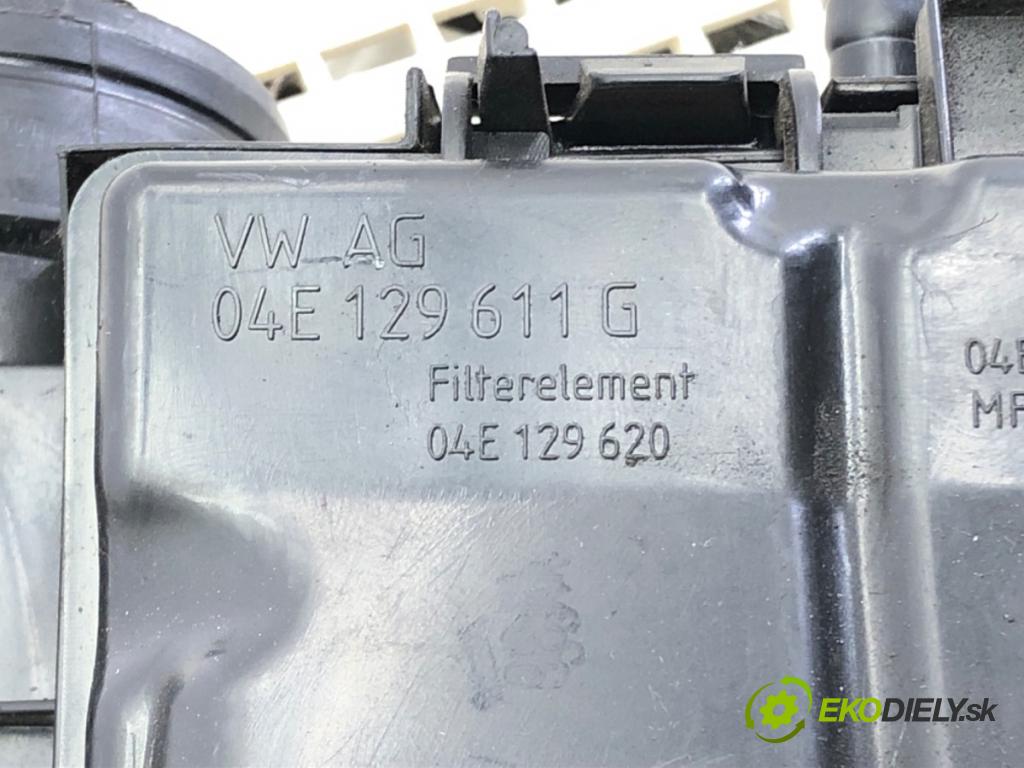 VW AG
04E 129 611 G
Filterelement
04E 129 620
EKODIELY.sk